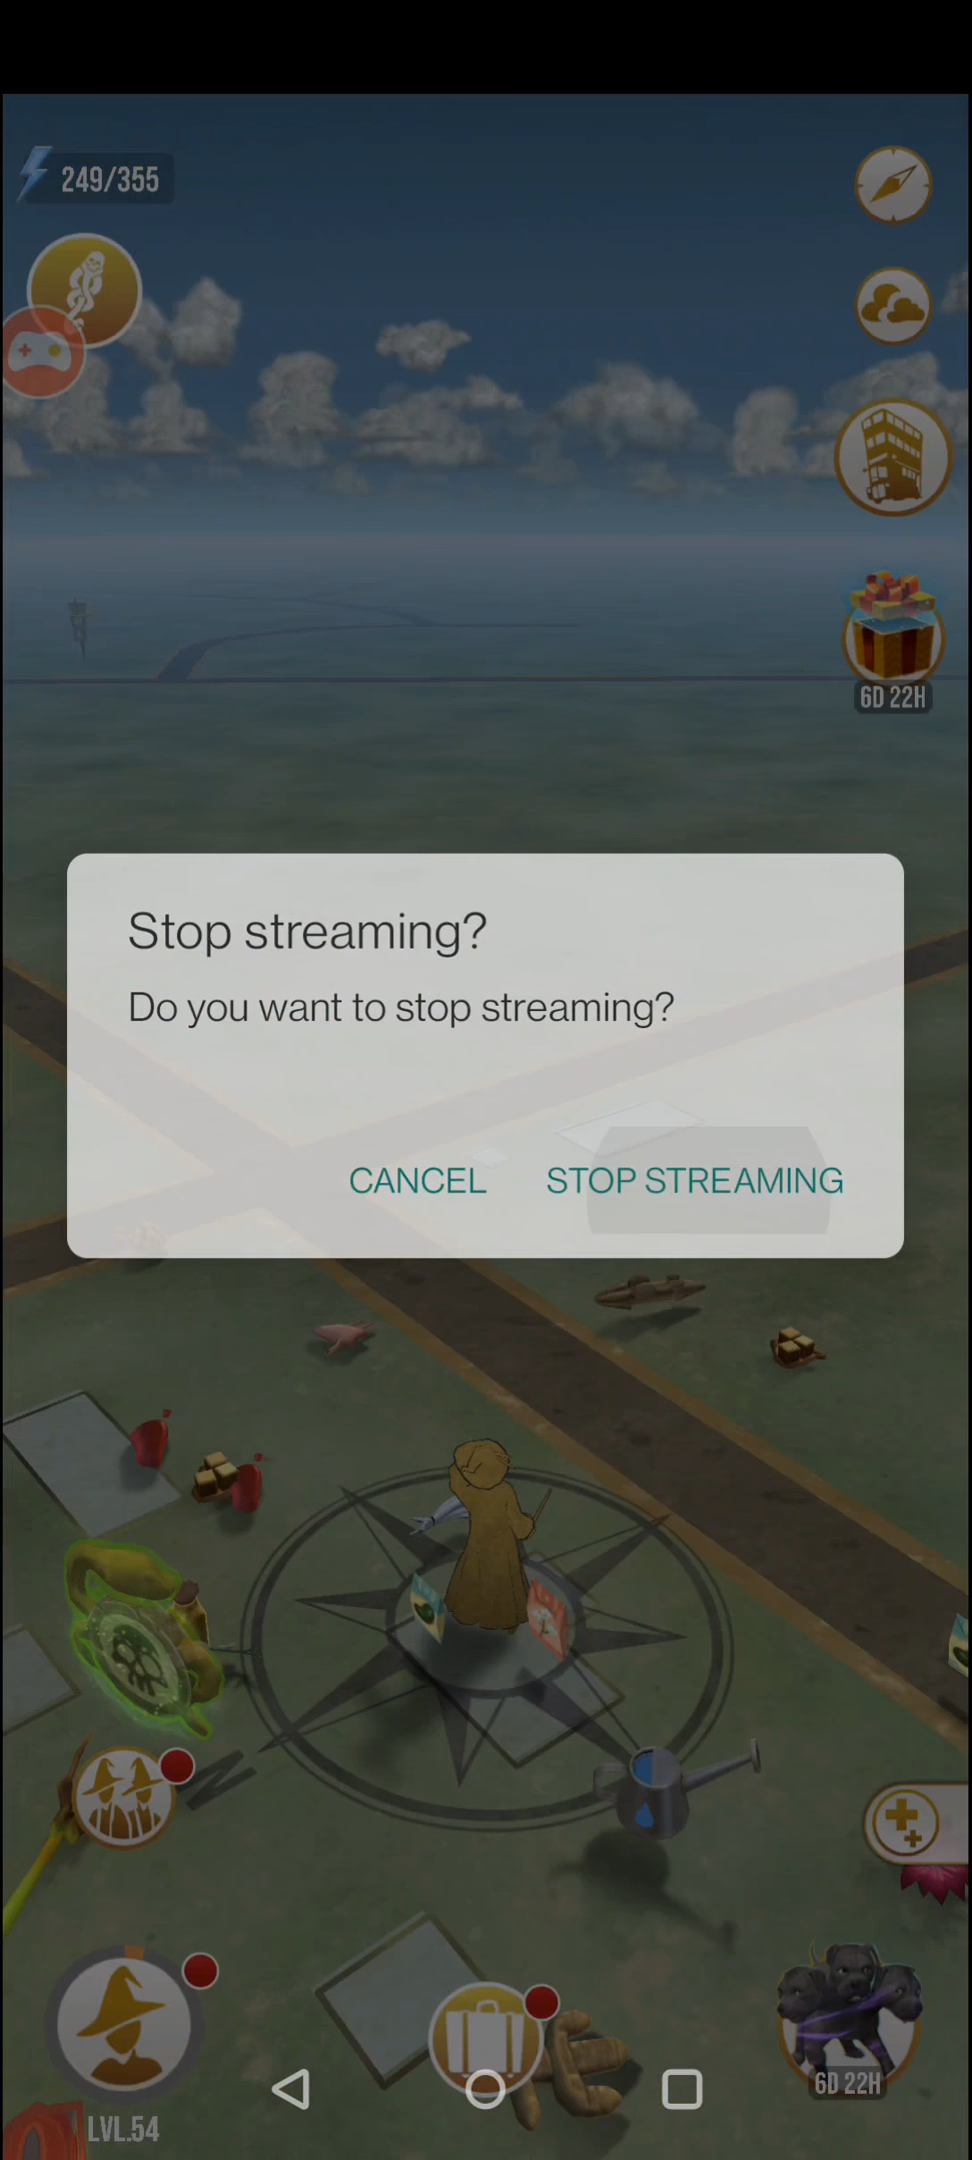 249/355
6D 22H
Stop streaming?
Do you want to stop streaming?
CANCEL
STOP STREAMING
6D 22H
LVL.54